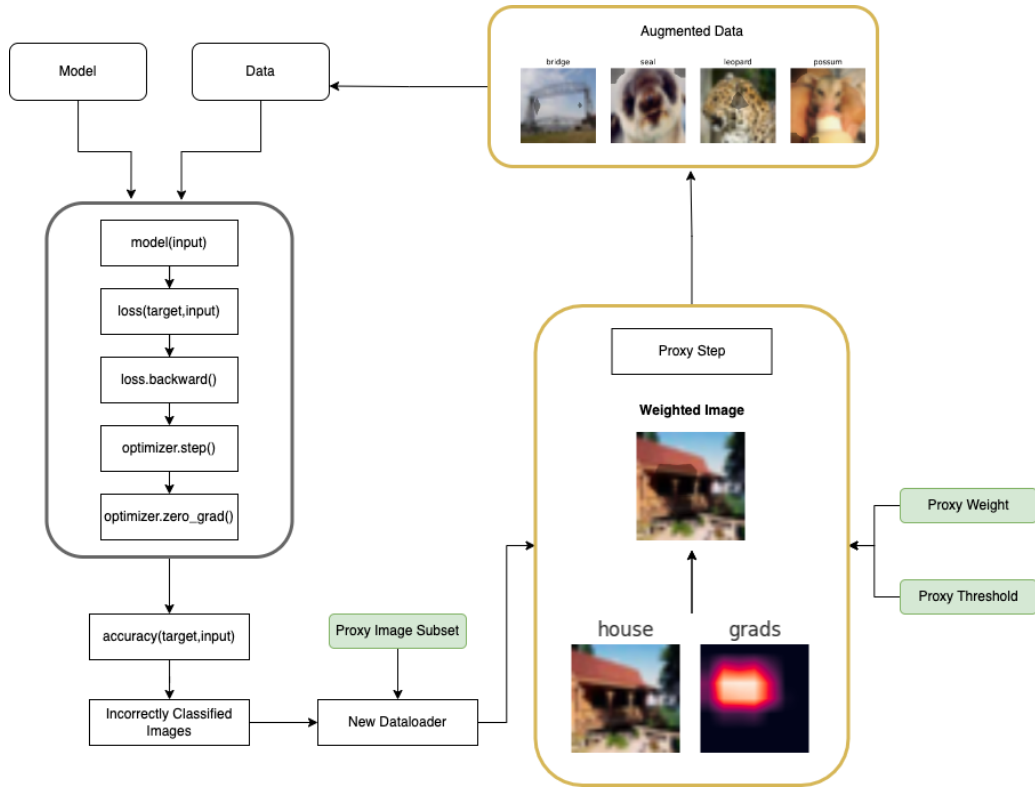 Augmented Data
bridge
seal
leopard
possum
Model
Data
model(input)
loss(target,input)
loss.backward()
optimizer.step()
optimizer.zero_grad()
accuracy(target,input)
Incorrectly Classified
Images
Proxy Image Subset
New Dataloader
Proxy Step
Weighted Image
house
grads
Proxy Weight
Proxy Threshold